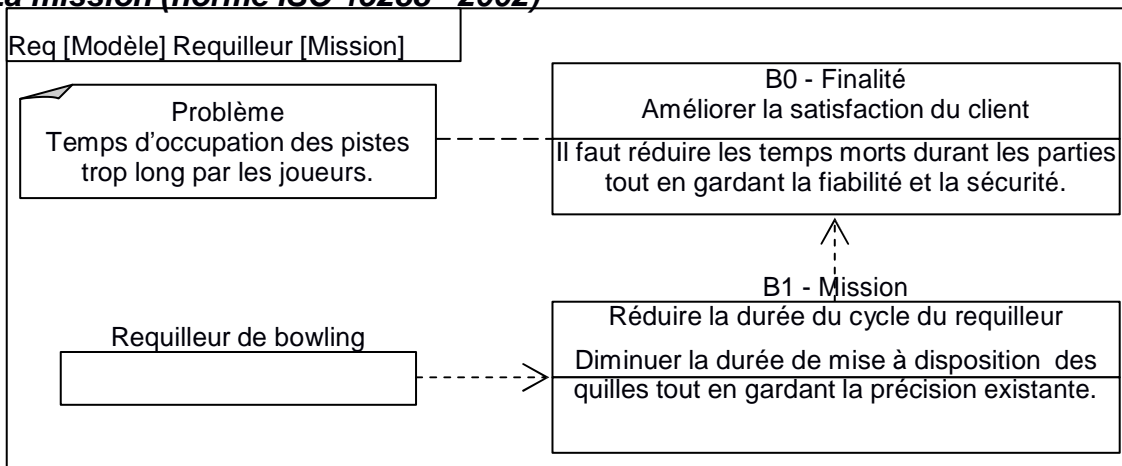 La mission (norme ISO 15288 - 2002)
Req [Modèle] Requilleur [Mission]
Problème
Temps d'occupation des pistes
trop long par les joueurs.
B0 - Finalité
Améliorer la satisfaction du client
Il faut réduire les temps morts durant les parties
tout en gardant la fiabilité et la sécurité.
B1 - Mission
Réduire la durée du cycle du requilleur
Diminuer la durée de mise à disposition des
quilles tout en gardant la précision existante.
Requilleur de bowling